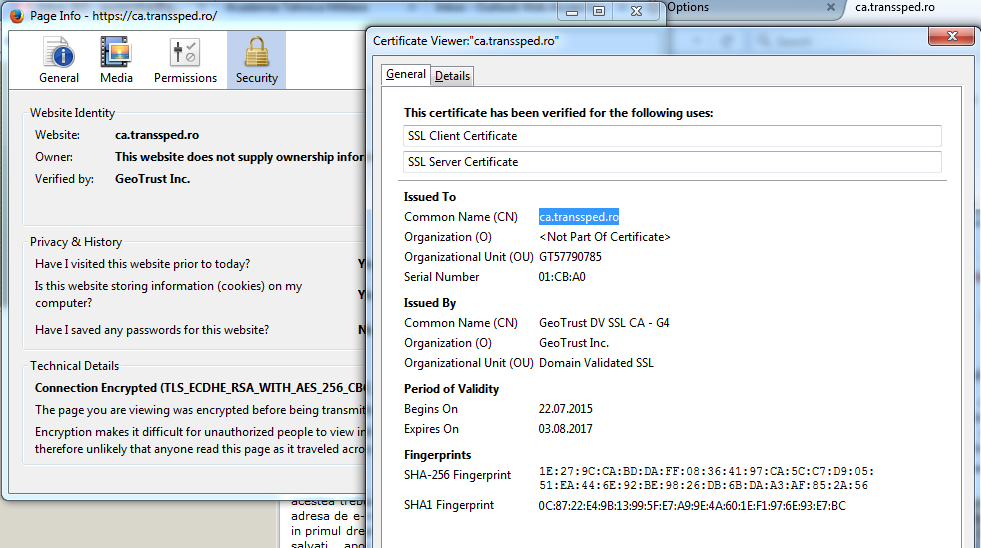 Page Info - https://ca.transsped.ro/
Options
ca.transsped.ro
General
Media
Permissions
Security
Website Identity
Website: ca.transsped.ro
Owner: This website does not supply ownership infor
Verified by: GeoTrust Inc.
Privacy & History
Have I visited this website prior to today? Y
Is this website storing information (cookies) on my
computer? Y
Have I saved any passwords for this website? N
Technical Details
Connection Encrypted (TLS_ECDHE_RSA_WITH_AES_256_CB
The page you are viewing was encrypted before being transmit
Encryption makes it difficult for unauthorized people to view in
therefore unlikely that anyone read this page as it traveled acro
adresa de e-
in primul dre
Certificate Viewer:"ca.transsped.ro"
General
Details
This certificate has been verified for the following uses:
SSL Client Certificate
SSL Server Certificate
Issued To
Common Name (CN) ca.transsped.ro
Organization (O) <Not Part Of Certificate>
Organizational Unit (OU) GT57790785
Serial Number 01:CB:A0
Issued By
Common Name (CN) GeoTrust DV SSL CA - G4
Organization (O) GeoTrust Inc.
Organizational Unit (OU) Domain Validated SSL
Period of Validity
Begins On 22.07.2015
Expires On 03.08.2017
Fingerprints
SHA-256 Fingerprint 1E:27:9C:CA:BD:DA:FF:08:36:41:97:CA:5C:C7:D9:05:
51:EA:44:6E:92:BE:98:26:DB:6B:DA:A3:AF:85:2A:56
SHA1 Fingerprint 0C:87:22:E4:9B:13:99:5F:E7:A9:9E:4A:60:1E:F1:97:6E:93:E7:BC